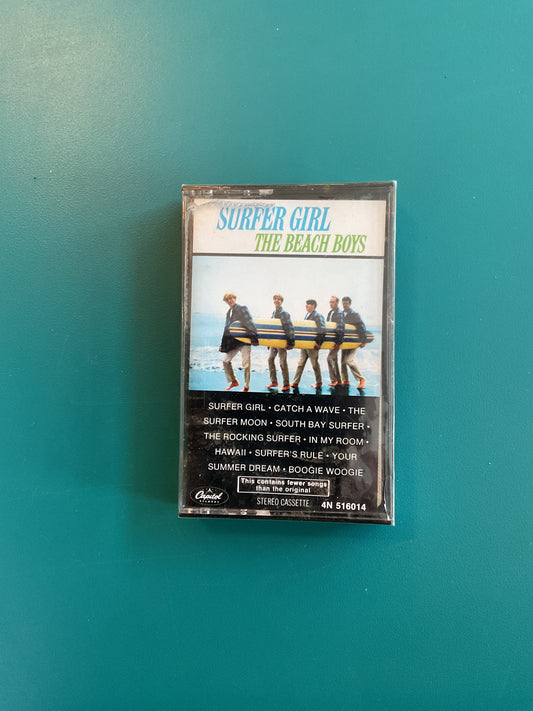 SURFER GIRL
THE BEACH BOYS
SURFER GIRL • CATCH A WAVE • THE
SURFER MOON • SOUTH BAY SURFER •
THE ROCKING SURFER • IN MY ROOM •
HAWAII • SURFER'S RULE • YOUR
SUMMER DREAM • BOOGIE WOOGIE
This contains fewer songs
than the original
Capitol
RECORDS
STEREO CASSETTE
4N 516014